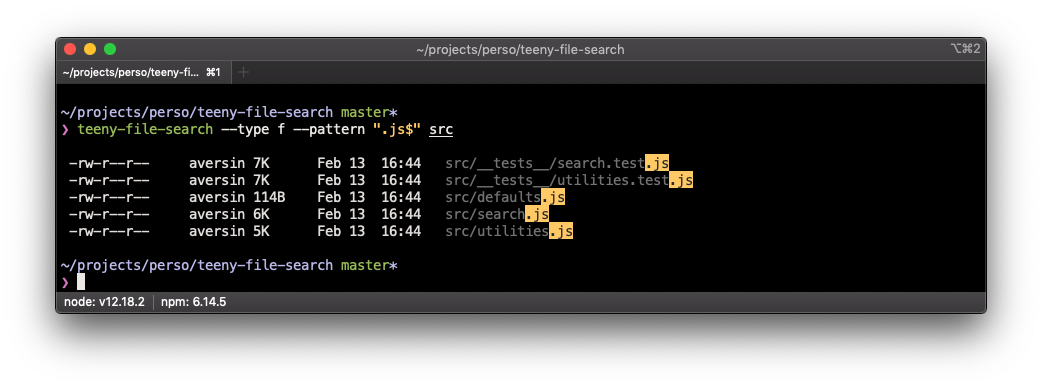 ~/projects/perso/teeny-file-search
⌥⌘2
~/projects/perso/teeny-fi... ⌘1 +
~/projects/perso/teeny-file-search master*
❯ teeny-file-search --type f --pattern ".js$" src
-rw-r--r-- aversin 7K Feb 13 16:44 src/__tests__/search.test.js
-rw-r--r-- aversin 7K Feb 13 16:44 src/__tests__/utilities.test.js
-rw-r--r-- aversin 114B Feb 13 16:44 src/defaults.js
-rw-r--r-- aversin 6K Feb 13 16:44 src/search.js
-rw-r--r-- aversin 5K Feb 13 16:44 src/utilities.js
~/projects/perso/teeny-file-search master*
❯
node: v12.18.2 | npm: 6.14.5